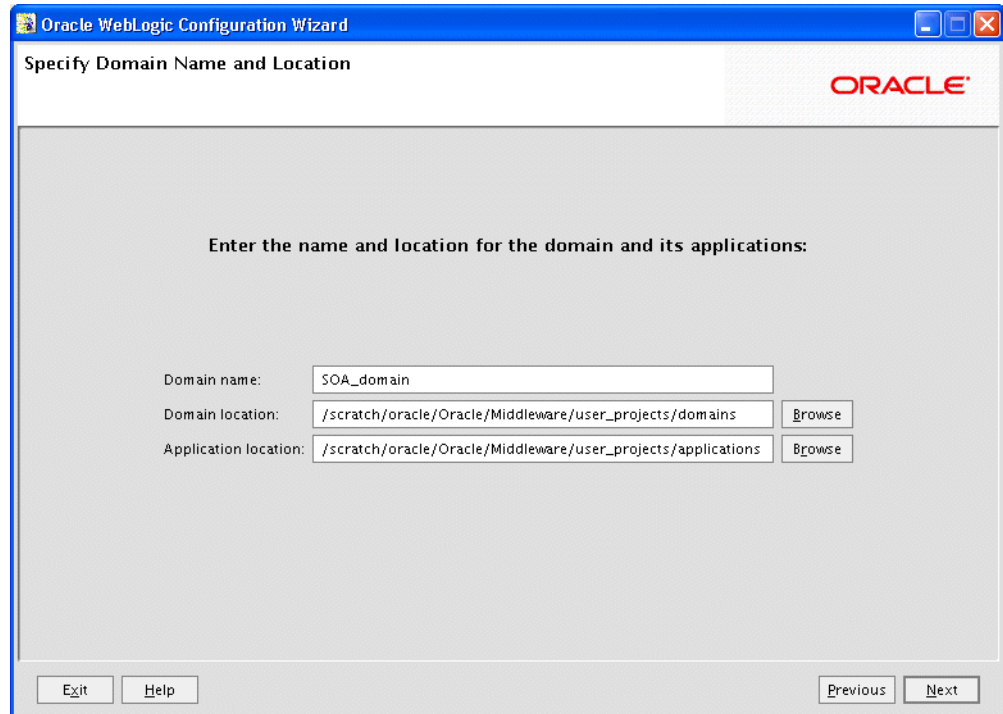 Oracle WebLogic Configuration Wizard
Specify Domain Name and Location
ORACLE
Enter the name and location for the domain and its applications:
Domain name: SOA_domain
Domain location: /scratch/oracle/Oracle/Middleware/user_projects/domains Browse
Application location: /scratch/oracle/Oracle/Middleware/user_projects/applications Browse
Exit Help Previous Next